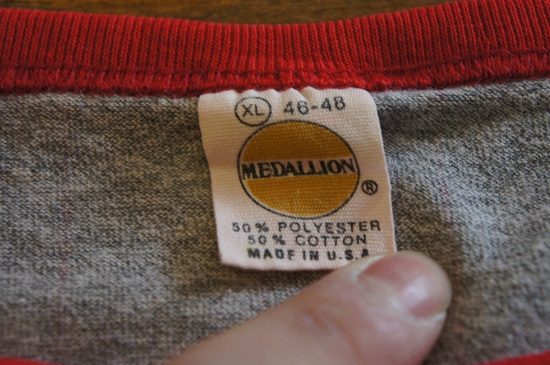 XL 46-48
MEDALLION
®
50% POLYESTER
50% COTTON
MADE IN U.S.A